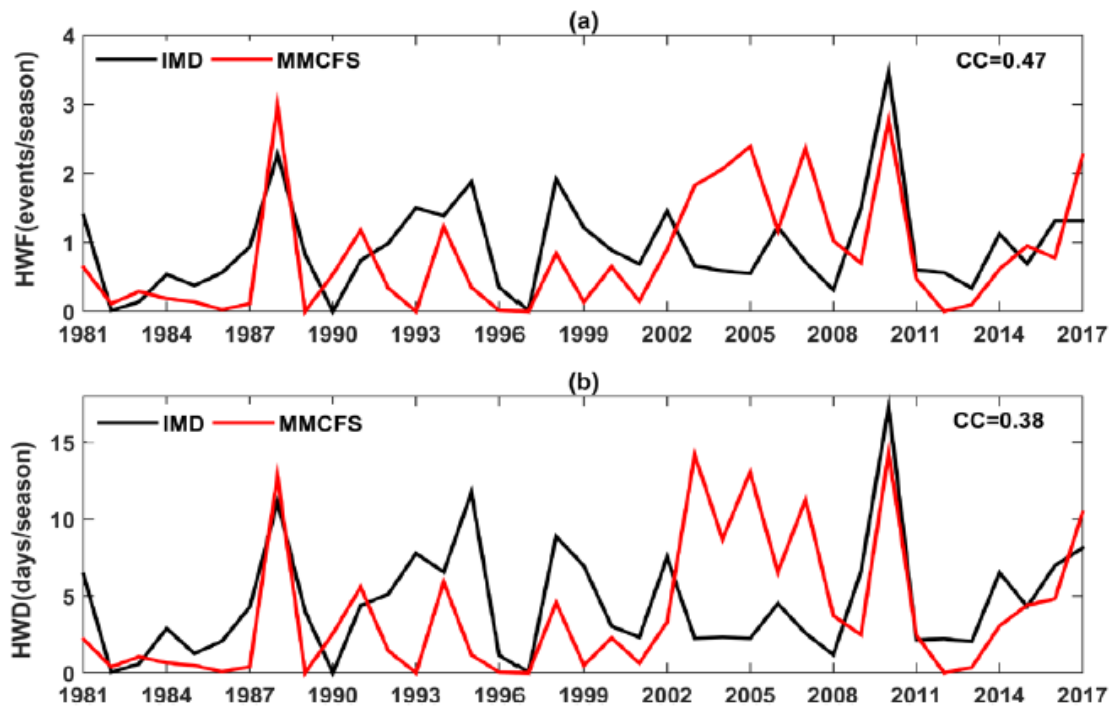 (a)
HWF(events/season)
4
3
2
1
0
IMD MMCFS CC=0.47
1981 1984 1987 1990 1993 1996 1999 2002 2005 2008 2011 2014 2017
(b)
HWD(days/season)
15
10
5
0
IMD MMCFS CC=0.38
1981 1984 1987 1990 1993 1996 1999 2002 2005 2008 2011 2014 2017